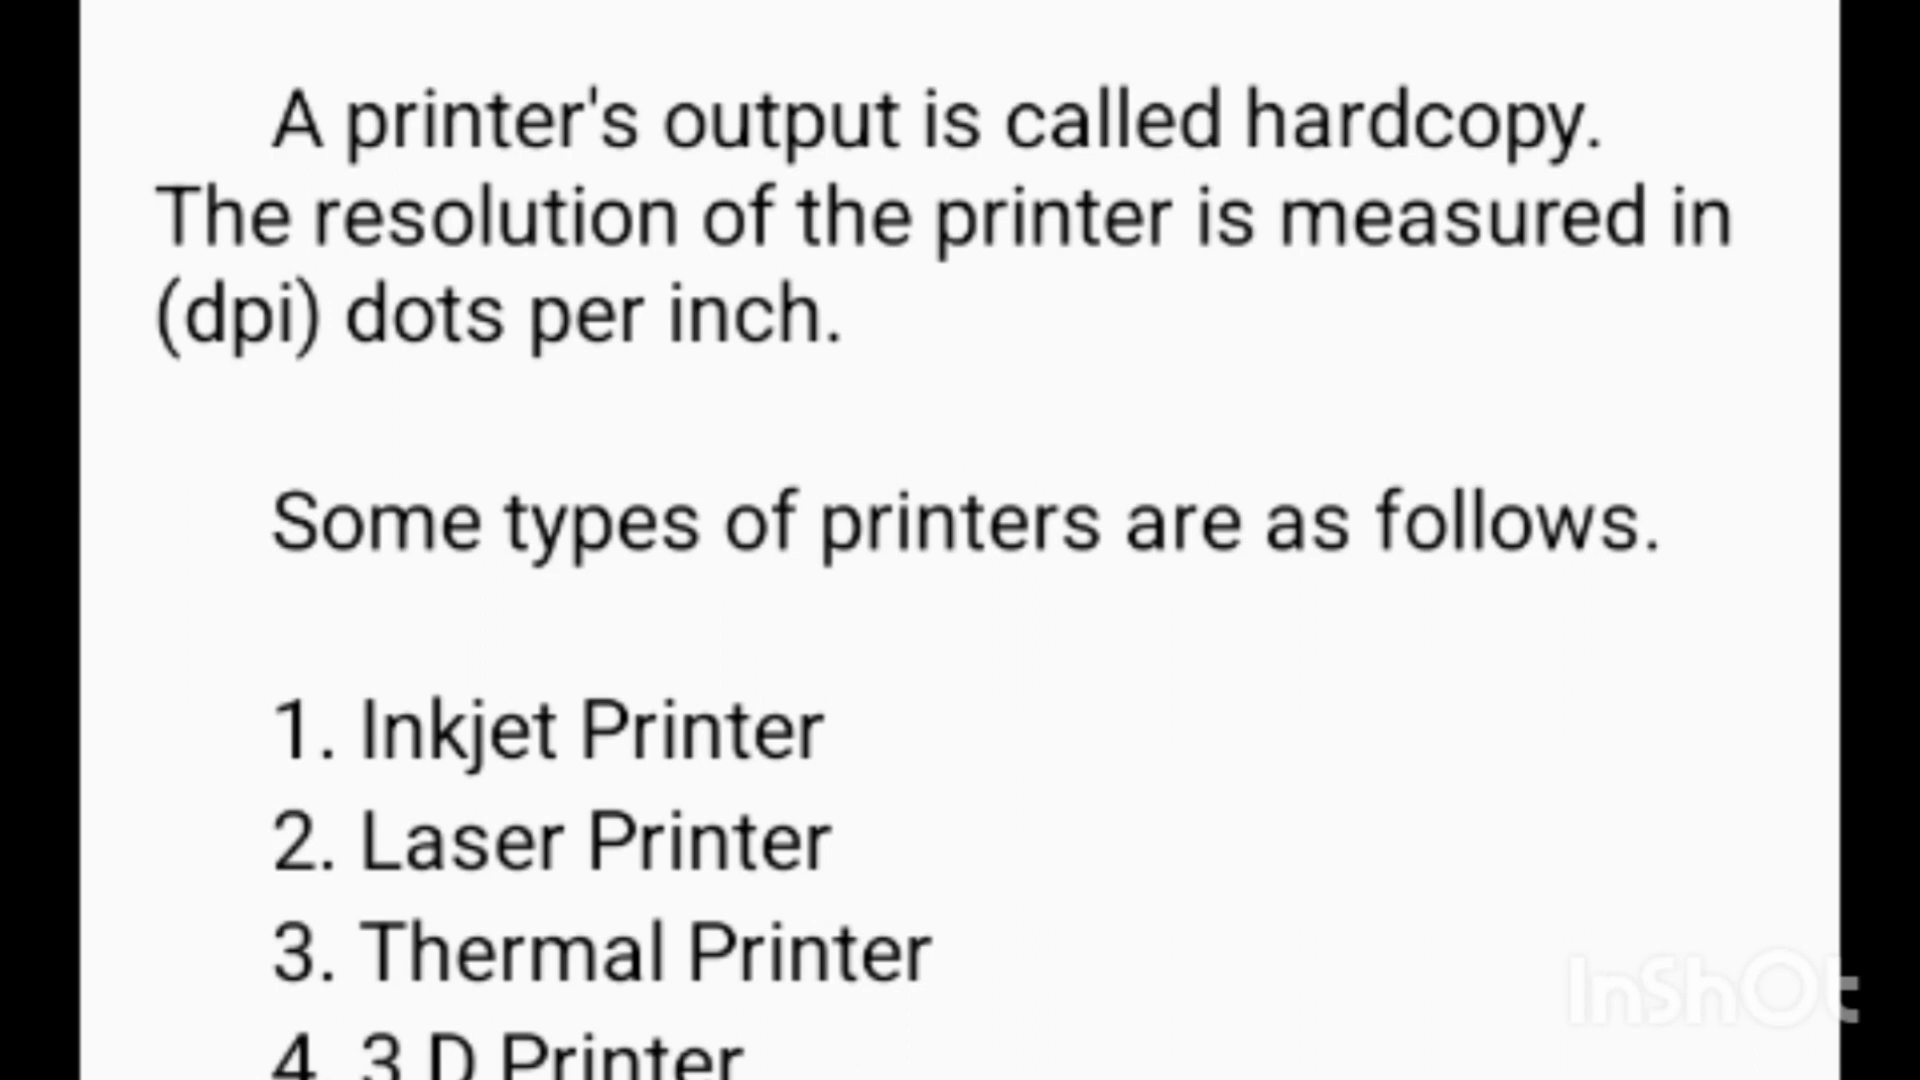 A printer's output is called hardcopy.
The resolution of the printer is measured in
(dpi) dots per inch.
Some types of printers are as follows.
1. Inkjet Printer
2. Laser Printer
3. Thermal Printer
4. 3 D Printer
InShOt